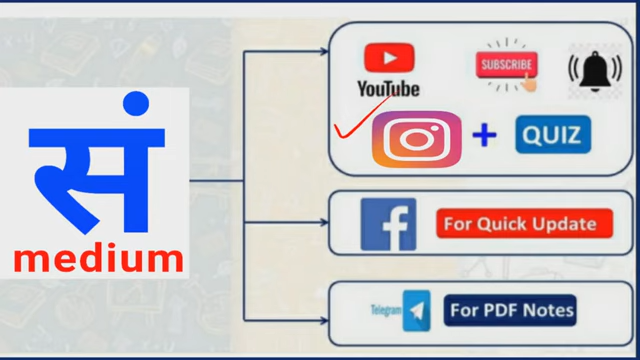 सं
medium
YouTube
SUBSCRIBE
+ QUIZ
For Quick Update
Telegram
For PDF Notes